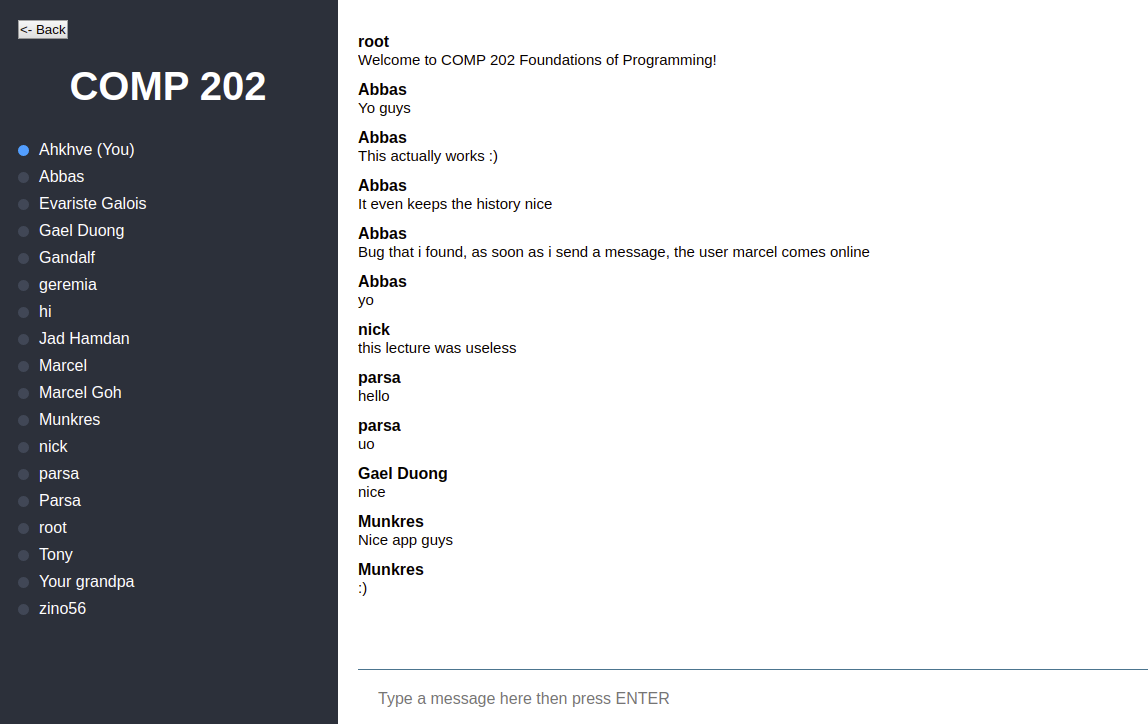 <- Back
COMP 202
Ahkhve (You)
Abbas
Evariste Galois
Gael Duong
Gandalf
geremia
hi
Jad Hamdan
Marcel
Marcel Goh
Munkres
nick
parsa
Parsa
root
Tony
Your grandpa
zino56
root
Welcome to COMP 202 Foundations of Programming!
Abbas
Yo guys
Abbas
This actually works :)
Abbas
It even keeps the history nice
Abbas
Bug that i found, as soon as i send a message, the user marcel comes online
Abbas
yo
nick
this lecture was useless
parsa
hello
parsa
uo
Gael Duong
nice
Munkres
Nice app guys
Munkres
:)
Type a message here then press ENTER